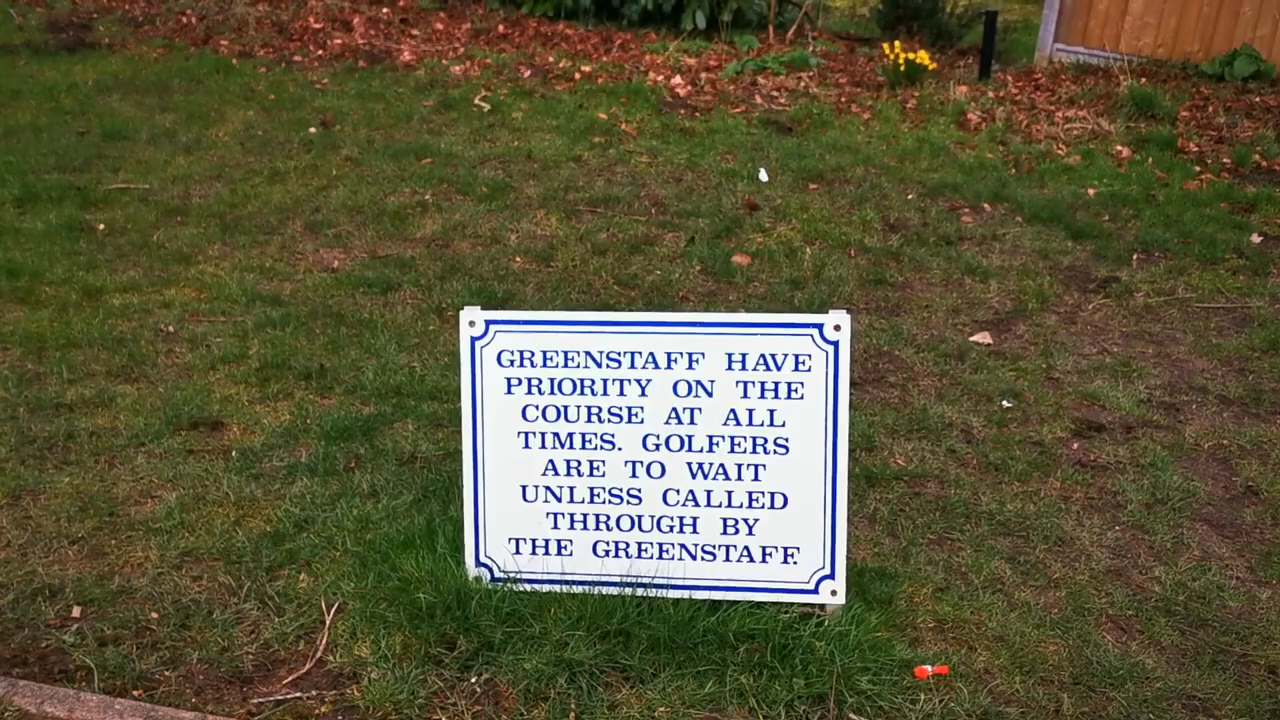 GREENSTAFF HAVE
PRIORITY ON THE
COURSE AT ALL
TIMES. GOLFERS
ARE TO WAIT
UNLESS CALLED
THROUGH BY
THE GREENSTAFF.